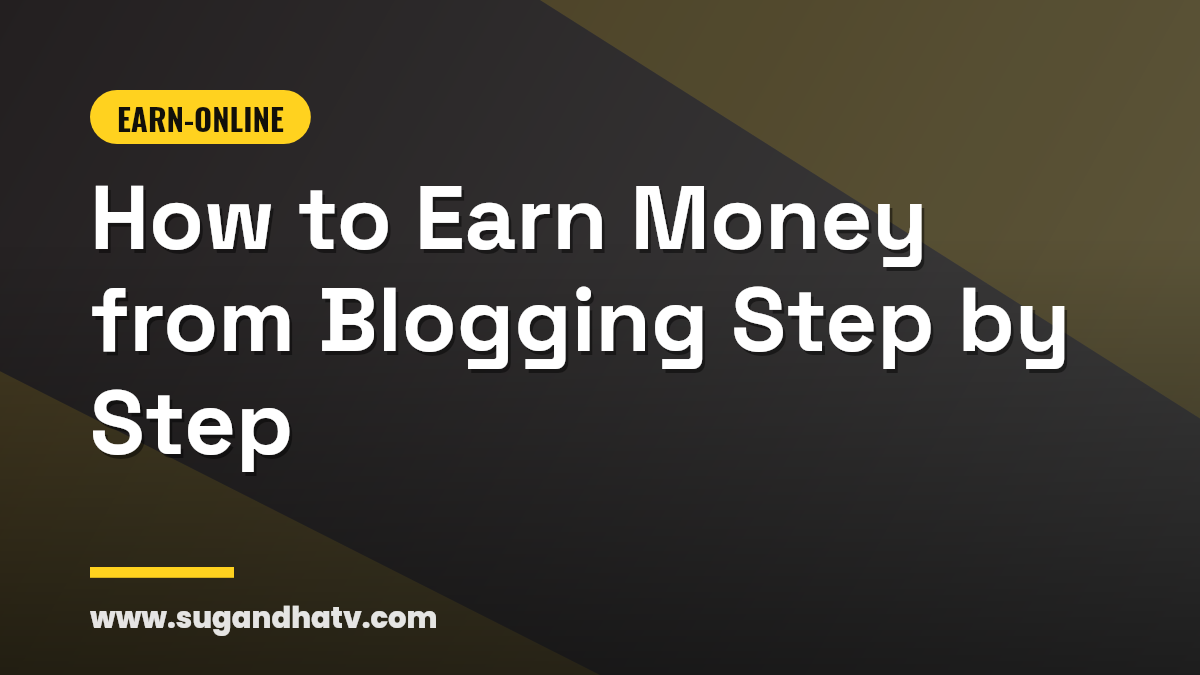 EARN-ONLINE
How to Earn Money
from Blogging Step by
Step
www.sugandhatv.com